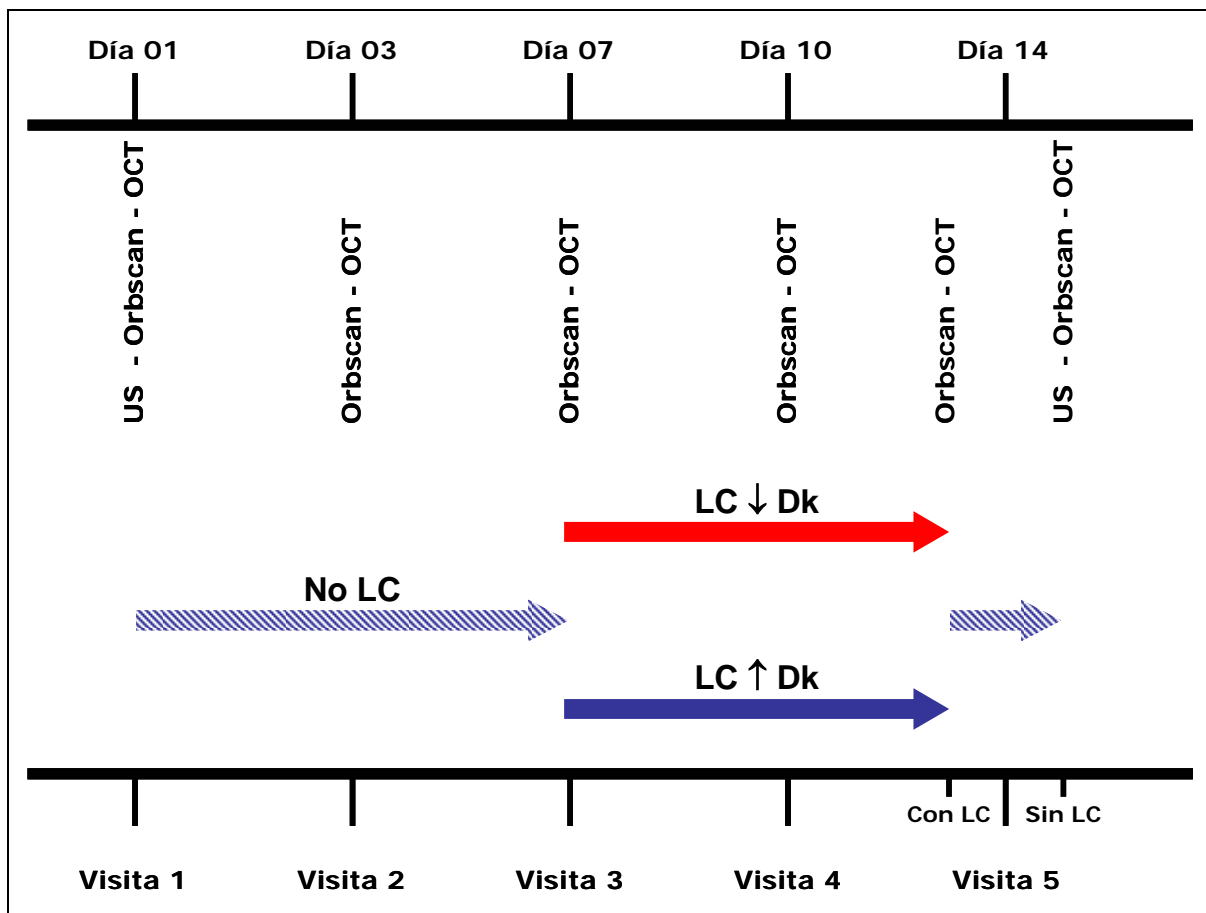 Día 01
Día 03
Día 07
Día 10
Día 14
US - Orbscan - OCT
Orbscan - OCT
Orbscan - OCT
Orbscan - OCT
Orbscan - OCT
US - Orbscan - OCT
LC ↓ Dk
No LC
LC ↑ Dk
Con LC
Sin LC
Visita 1
Visita 2
Visita 3
Visita 4
Visita 5